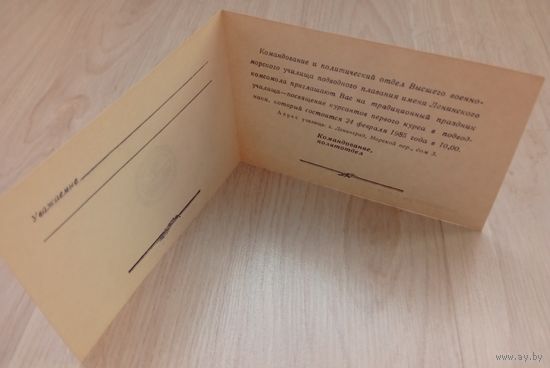 Уважаемые
Командование и политический отдел Высшего военно-
морского училища подводного плавания имени Ленинского
комсомола приглашают Вас на традиционный праздник
училища—посвящение курсантов первого курса в подвод-
ники, который состоится 24 февраля 1985 года в 10.00.
Адрес училища: г. Ленинград, Морской пер., дом 3.
Командование,
политотдел
www.ay.by